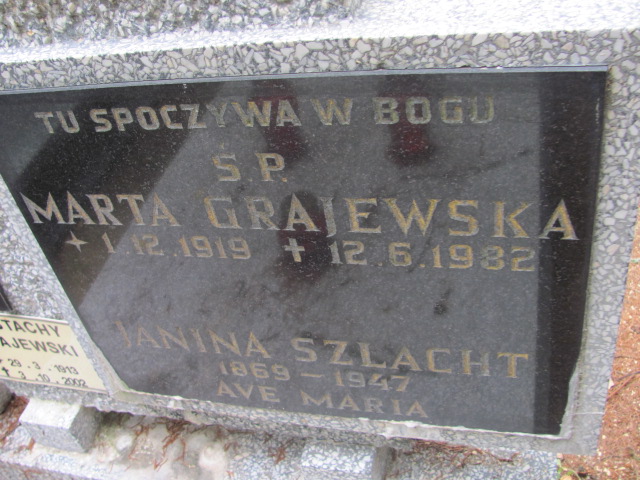 TU SPOCZYWA W BOGU
Ś.P.
MARTA GRAJEWSKA
* 1.12.1919 ✝ 12.6.1982
JANINA SZLACHT
1869 – 1947
AVE MARIA
STACHY
AJEWSKI
29.3.1913
✝ 3.10.2002